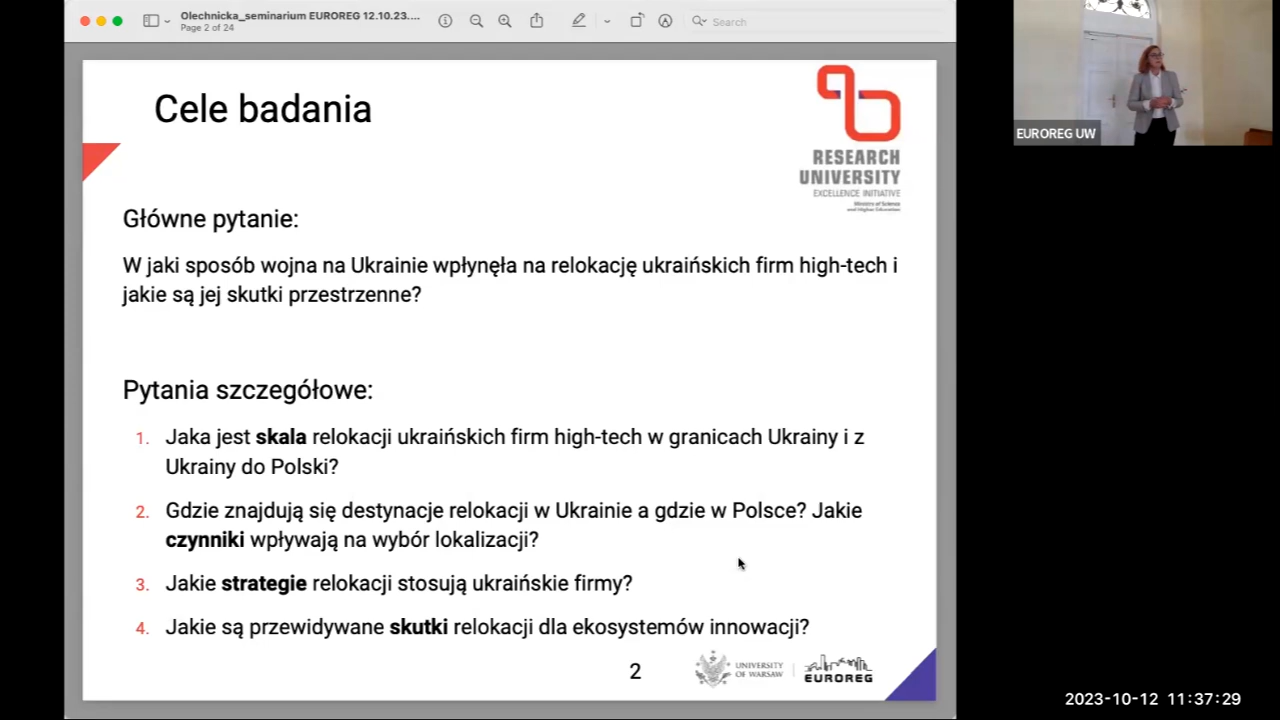 Olechnicka_seminarium EUROREG 12.10.23....
Page 2 of 24
Search
Cele badania
RESEARCH
UNIVERSITY
EXCELLENCE INITIATIVE
Ministry of Science
and Higher Education
EUROREG UW
Główne pytanie:
W jaki sposób wojna na Ukrainie wpłynęła na relokację ukraińskich firm high-tech i
jakie są jej skutki przestrzenne?
Pytania szczegółowe:
1. Jaka jest skala relokacji ukraińskich firm high-tech w granicach Ukrainy i z
Ukrainy do Polski?
2. Gdzie znajdują się destynacje relokacji w Ukrainie a gdzie w Polsce? Jakie
czynniki wpływają na wybór lokalizacji?
3. Jakie strategie relokacji stosują ukraińskie firmy?
4. Jakie są przewidywane skutki relokacji dla ekosystemów innowacji?
2
UNIVERSITY
OF WARSAW
EUROREG
2023-10-12 11:37:29